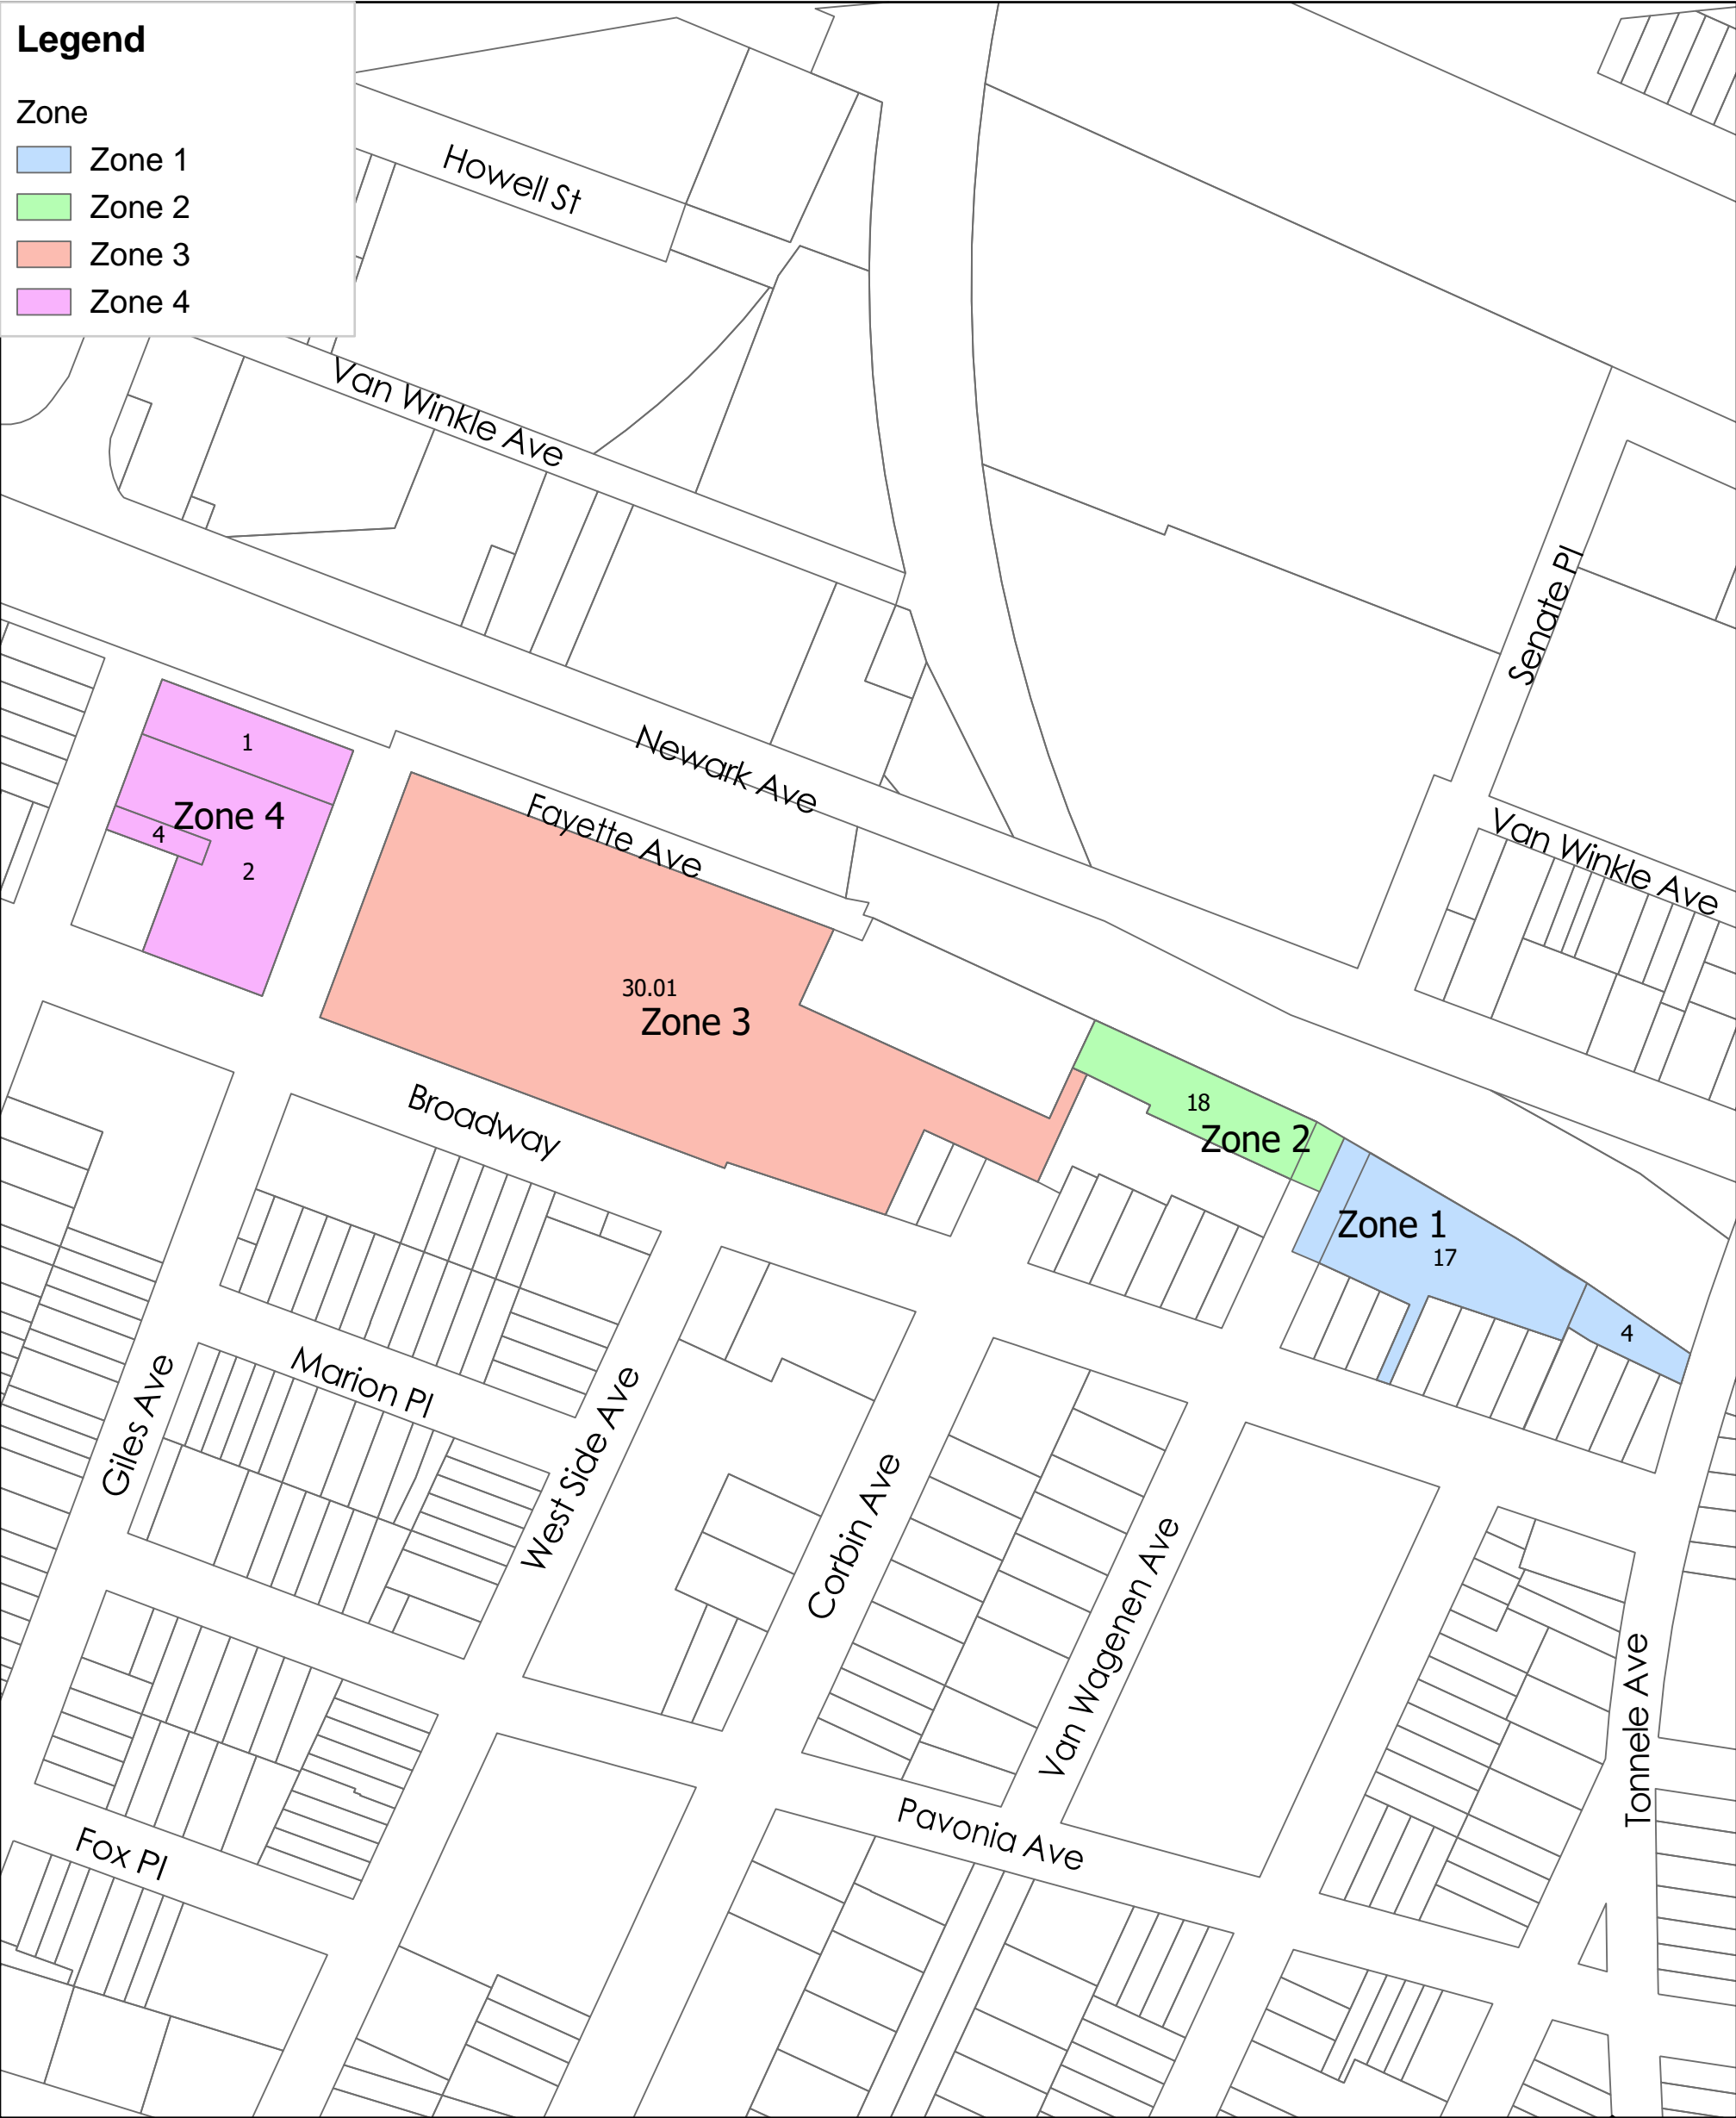 Legend
Zone
Zone 1
Zone 2
Zone 3
Zone 4
Howell St
Van Winkle Ave
Senate Pl
Newark Ave
Fayette Ave
Van Winkle Ave
1
Zone 4
4
2
30.01
Zone 3
Broadway
18
Zone 2
Zone 1
17
4
Marion Pl
Giles Ave
West Side Ave
Corbin Ave
Van Wagenen Ave
Tonnele Ave
Pavonia Ave
Fox Pl